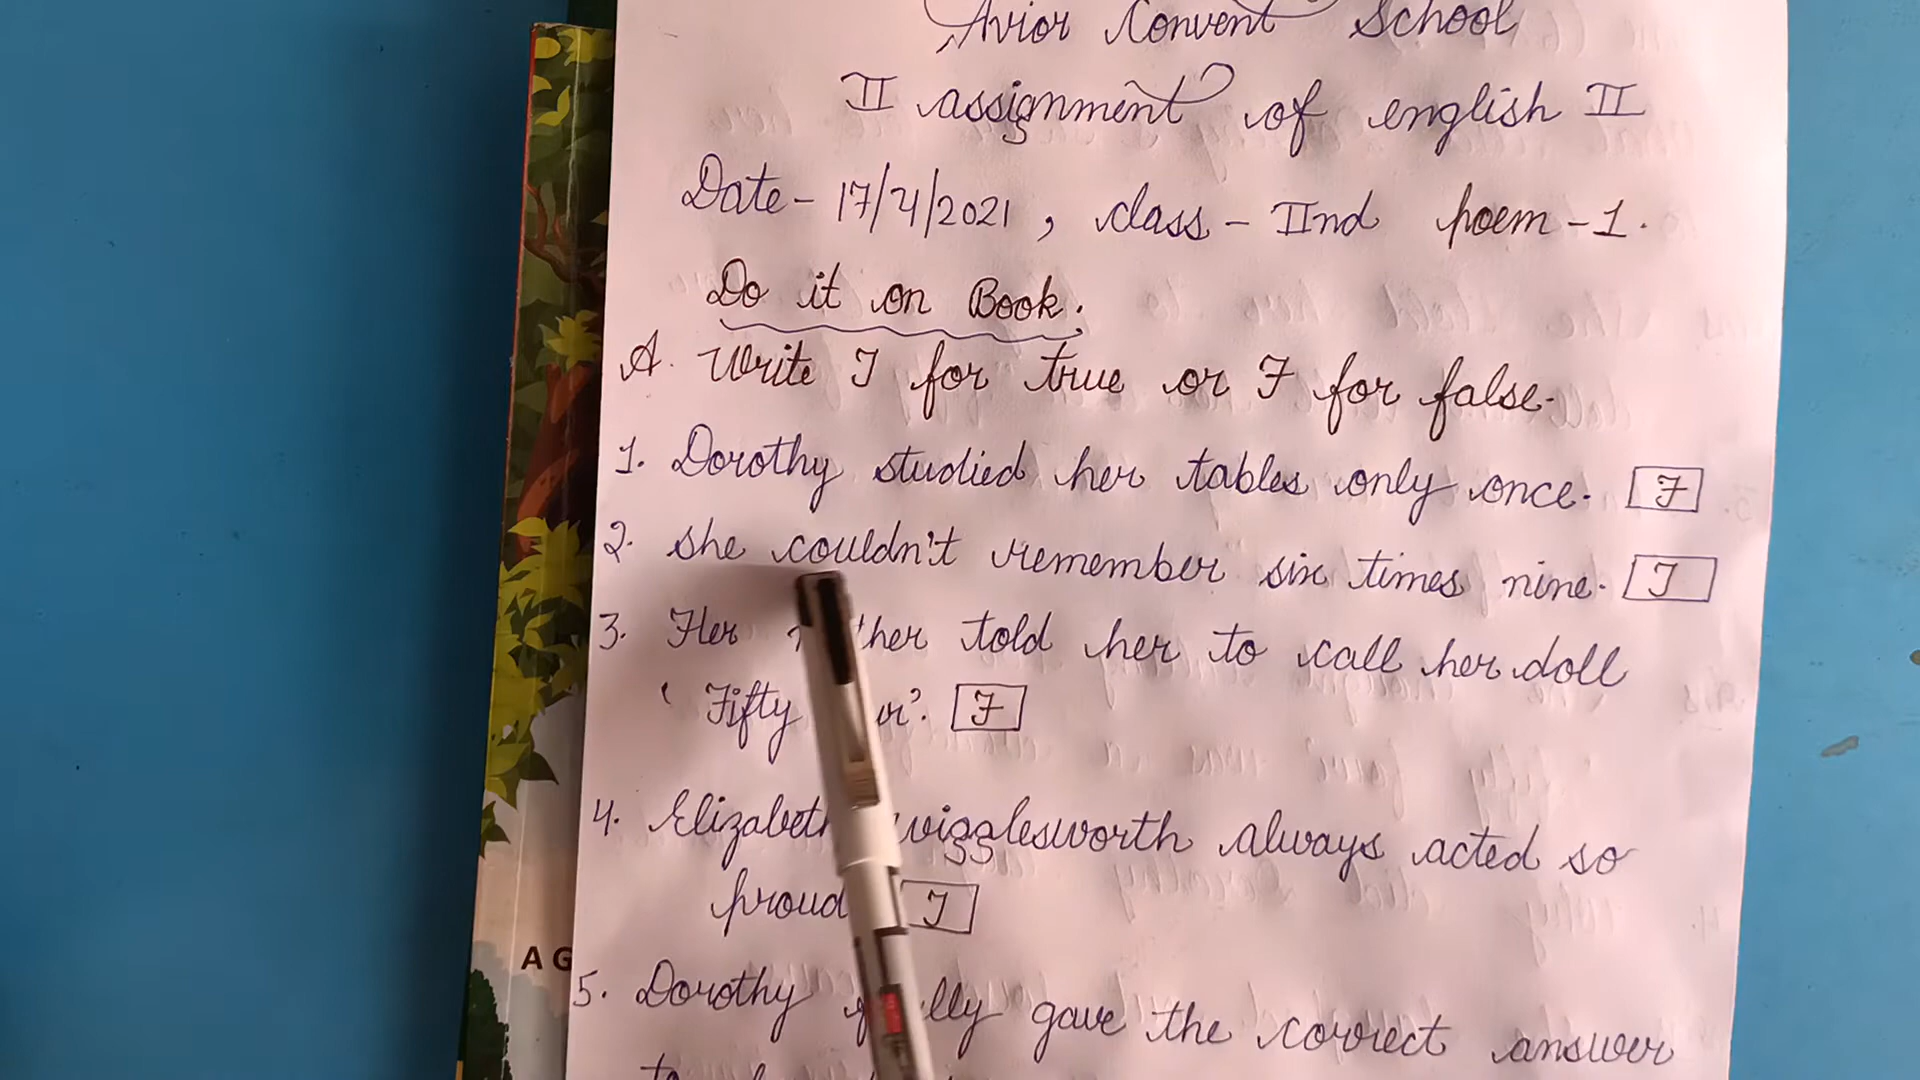 Avior Convent School
II assignment of english II
Date - 17/4/2021, class - IInd poem - 1.
Do it on Book.
A. Write T for true or F for false.
1. Dorothy studied her tables only once. F
2. She couldn't remember six times nine. T
3. Her told her to call her doll
'Fifty F
4. Elizabeth wigglesworth always acted so
proud T
5. Dorothy gave the correct answer
A G